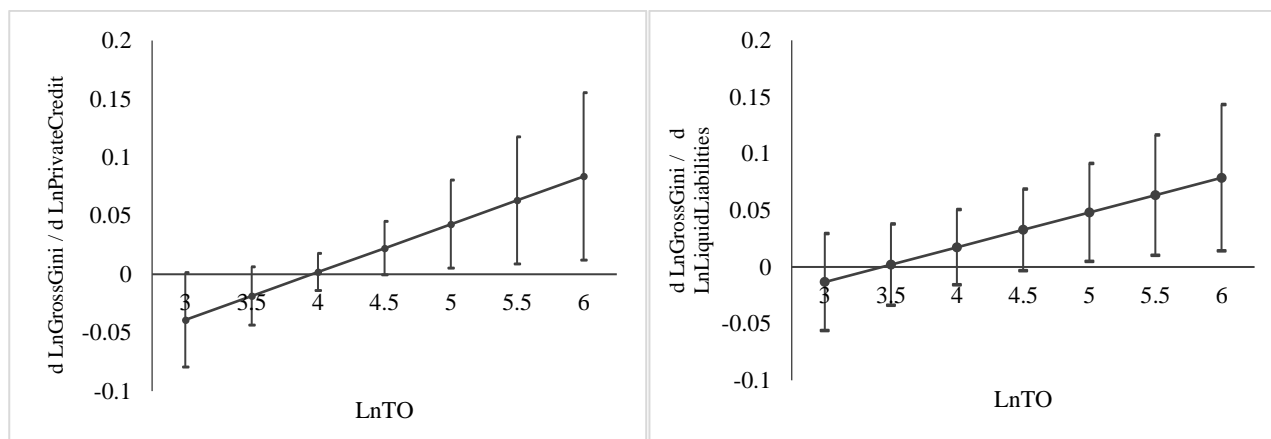 0.2
0.15
0.1
0.05
0
-0.05
-0.1
d LnGrossGini / d LnPrivateCredit
3 3.5 4 4.5 5 5.5 6
LnTO
0.2
0.15
0.1
0.05
0
-0.05
-0.1
d LnGrossGini / d
LnLiquidLiabilities
3 3.5 4 4.5 5 5.5 6
LnTO